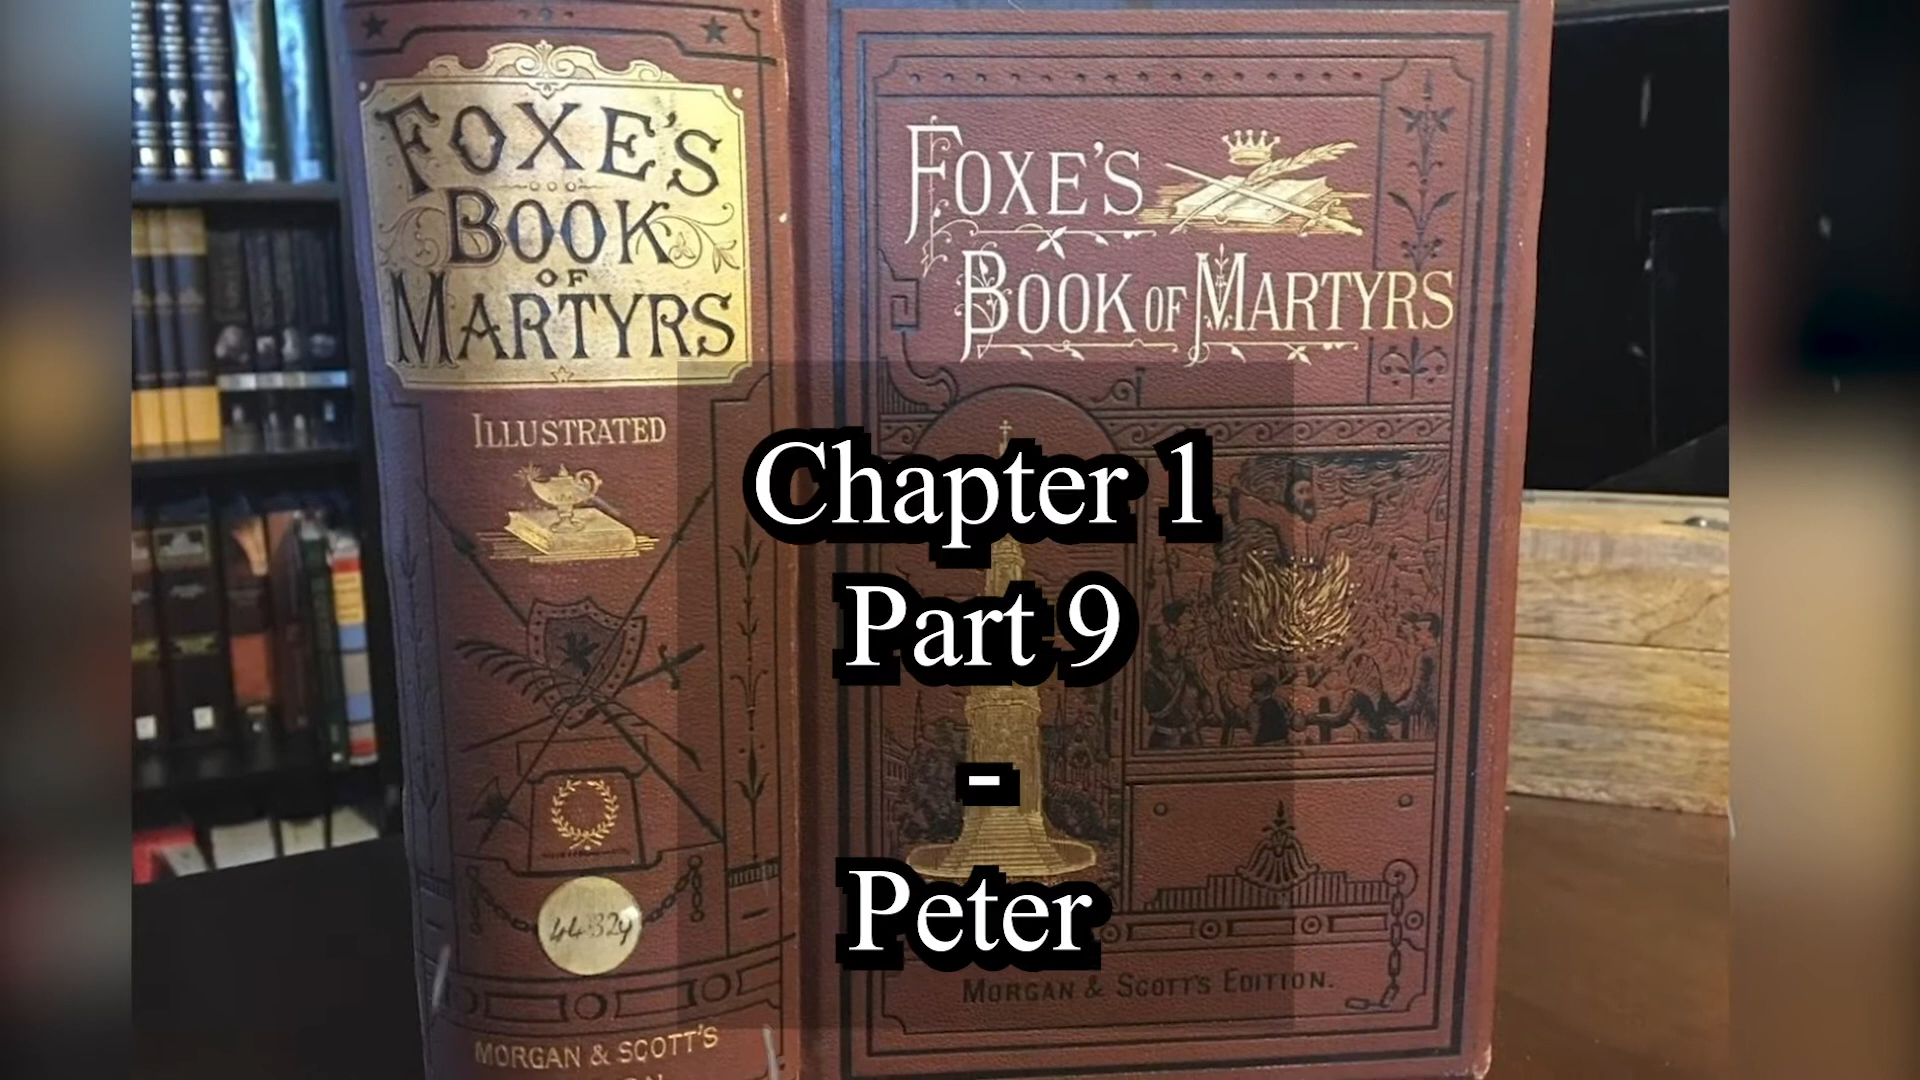 FOXE'S
BOOK
OF
MARTYRS
ILLUSTRATED
MORGAN & SCOTT'S
FOXE'S
BOOK OF MARTYRS
MORGAN & SCOTT'S EDITION.
Chapter 1
Part 9
-
Peter